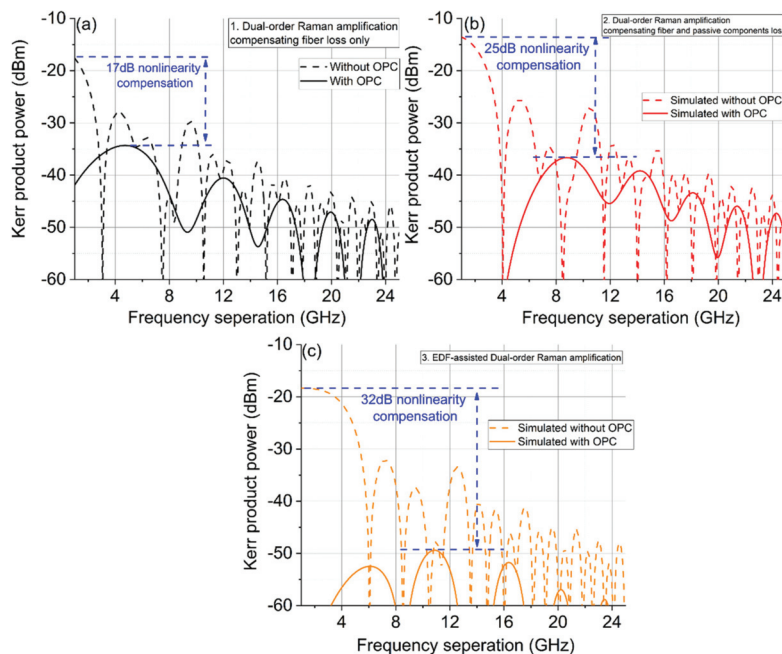 (a)
1. Dual-order Raman amplification
compensating fiber loss only
Without OPC
With OPC
17dB nonlinearity
compensation
Kerr product power (dBm)
-10
-20
-30
-40
-50
-60
4 8 12 16 20 24
Frequency seperation (GHz)
(b)
2. Dual-order Raman amplification
compensating fiber and passive components los
25dB nonlinearity
compensation
Simulated without OPC
Simulated with OPC
Kerr product power (dBm)
-10
-20
-30
-40
-50
-60
4 8 12 16 20 24
Frequency seperation (GHz)
(c)
3. EDF-assisted Dual-order Raman amplification
32dB nonlinearity
compensation
Simulated without OPC
Simulated with OPC
Kerr product power (dBm)
-10
-20
-30
-40
-50
-60
4 8 12 16 20 24
Frequency seperation (GHz)